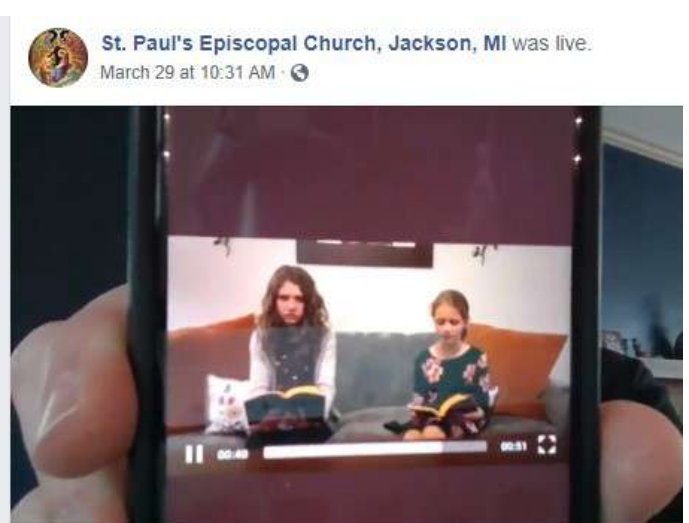 St. Paul's Episcopal Church, Jackson, MI was live.
March 29 at 10:31 AM ·
00:40 00:51